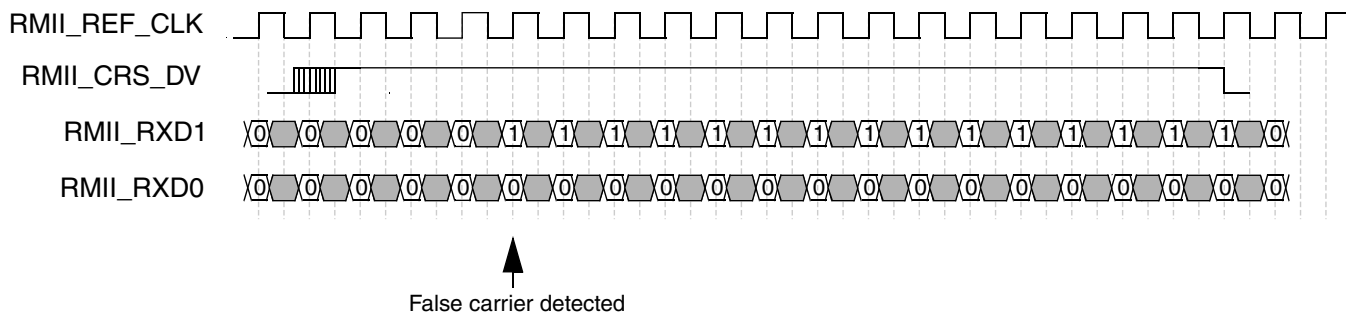 RMII_REF_CLK
RMII_CRS_DV
RMII_RXD1 0 0 0 0 0 1 1 1 1 1 1 1 1 1 1 1 1 1 1 1 0
RMII_RXD0 0 0 0 0 0 0 0 0 0 0 0 0 0 0 0 0 0 0 0 0 0
False carrier detected